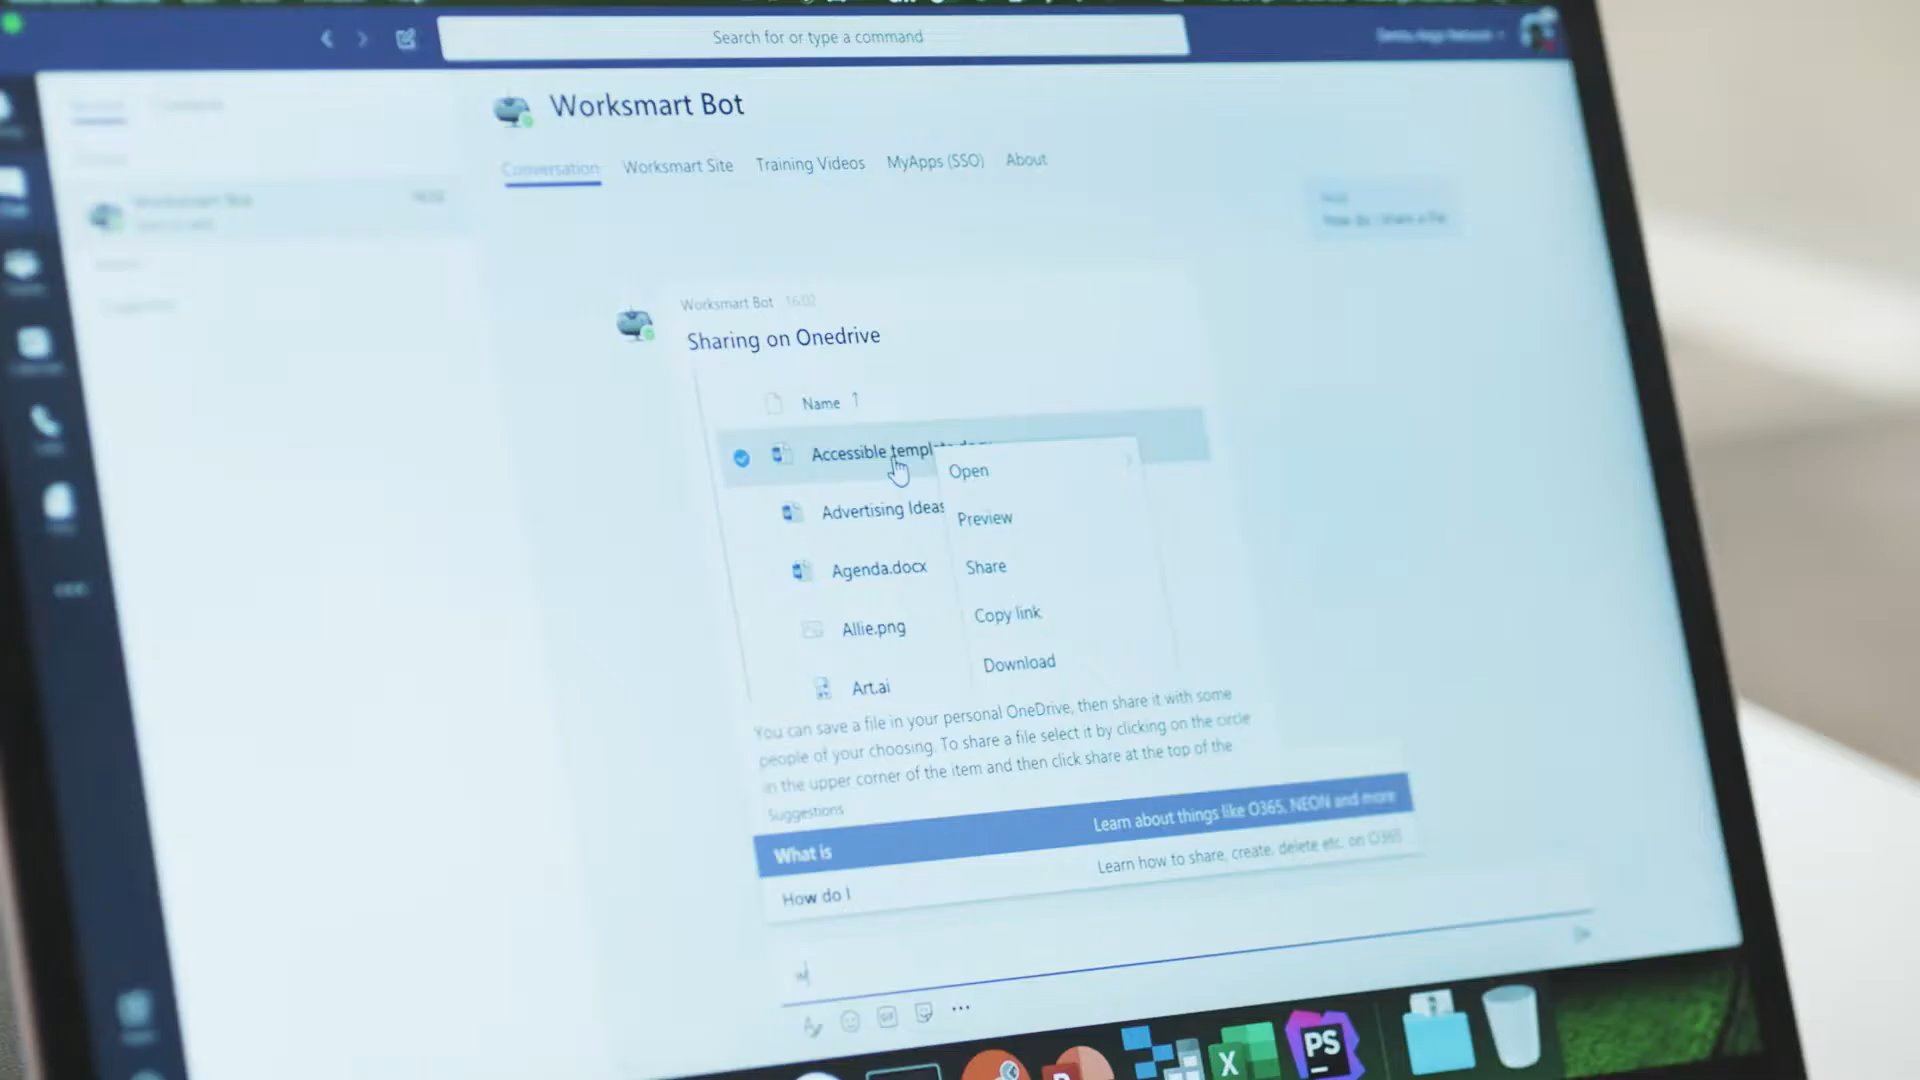 Search for or type a command
Worksmart Bot
Conversation Worksmart Site Training Videos MyApps (SSO) About
Worksmart Bot 16:02
Sharing on Onedrive
Name ↑
Accessible templ
Open
Advertising Ideas
Preview
Agenda.docx
Share
Allie.png
Copy link
Art.ai
Download
You can save a file in your personal OneDrive, then share it with some
people of your choosing. To share a file select it by clicking on the circle
in the upper corner of the item and then click share at the top of the
Suggestions
What is Learn about things like O365, NEON and more
How do I Learn how to share, create, delete etc. on O365
GIF
X
PS